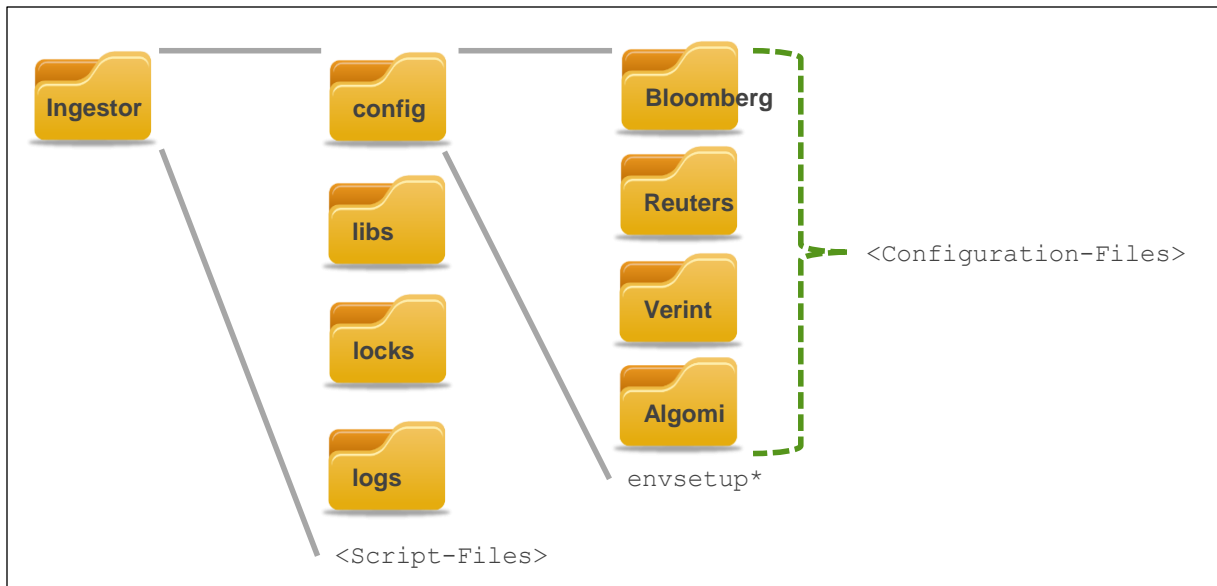 Ingestor
config
libs
locks
logs
<Script-Files>
Bloomberg
Reuters
Verint
Algomi
envsetup*
<Configuration-Files>